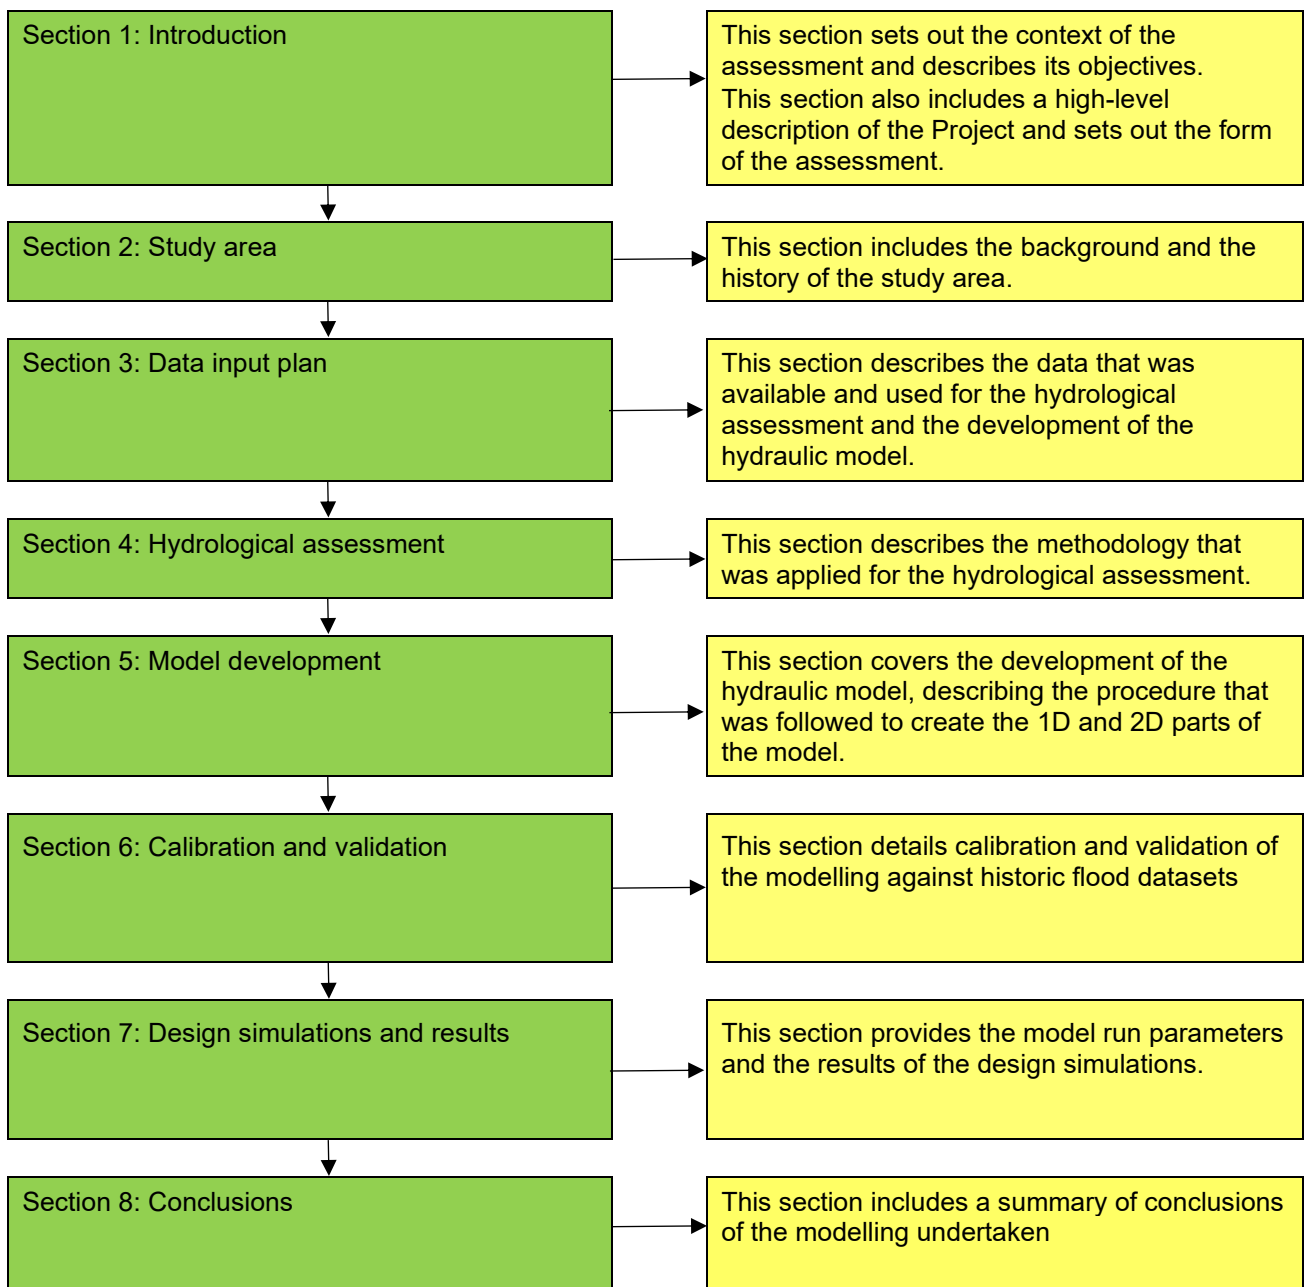 Section 1: Introduction
This section sets out the context of the
assessment and describes its objectives.
This section also includes a high-level
description of the Project and sets out the form
of the assessment.
Section 2: Study area
This section includes the background and the
history of the study area.
Section 3: Data input plan
This section describes the data that was
available and used for the hydrological
assessment and the development of the
hydraulic model.
Section 4: Hydrological assessment
This section describes the methodology that
was applied for the hydrological assessment.
Section 5: Model development
This section covers the development of the
hydraulic model, describing the procedure that
was followed to create the 1D and 2D parts of
the model.
Section 6: Calibration and validation
This section details calibration and validation of
the modelling against historic flood datasets
Section 7: Design simulations and results
This section provides the model run parameters
and the results of the design simulations.
Section 8: Conclusions
This section includes a summary of conclusions
of the modelling undertaken